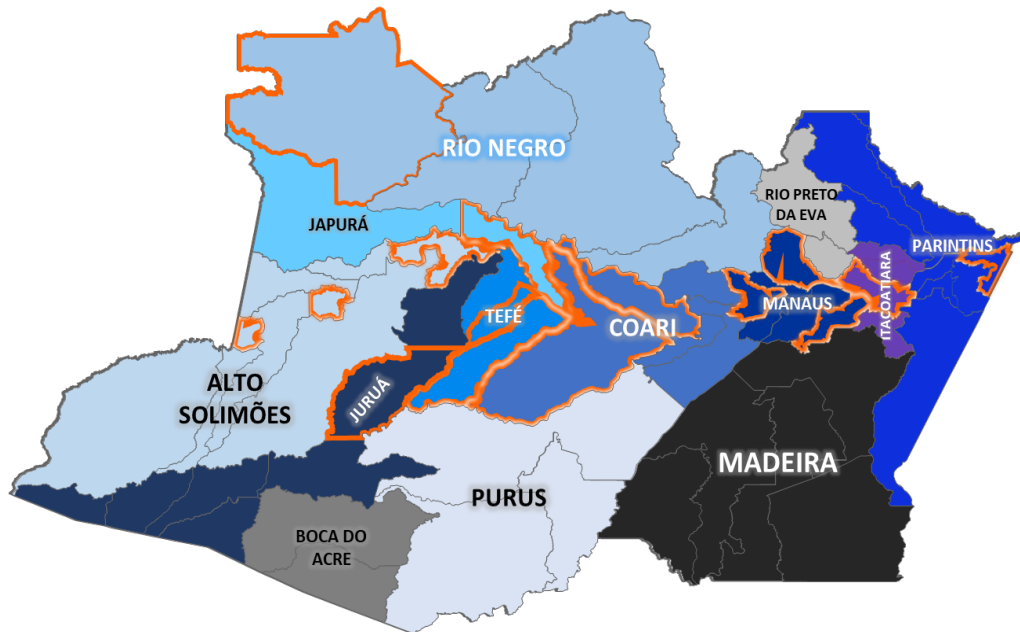 RIO NEGRO
RIO PRETO
DA EVA
JAPURÁ
PARINTINS
ITACOATIARA
MANAUS
TEFÉ
COARI
ALTO
SOLIMÕES
JURUÁ
MADEIRA
PURUS
BOCA DO
ACRE